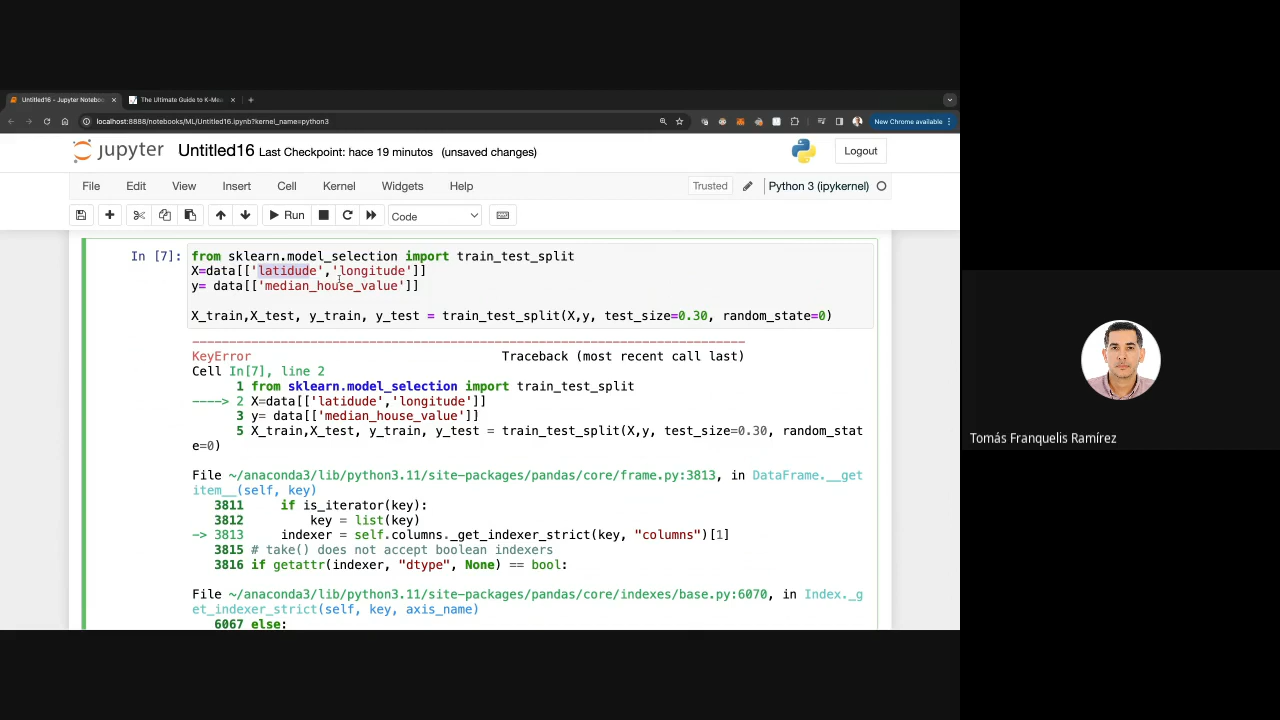 Untitled16 - Jupyter Notebook
The Ultimate Guide to K-Me
localhost:8888/notebooks/ML/Untitled16.ipynb?kernel_name=python3
New Chrome available
jupyter Untitled16 Last Checkpoint: hace 19 minutos (unsaved changes)
Logout
File Edit View Insert Cell Kernel Widgets Help
Trusted
Python 3 (ipykernel)
Run
Code
In [7]: from sklearn.model_selection import train_test_split
X=data[['latidude','longitude']]
y= data[['median_house_value']]
X_train,X_test, y_train, y_test = train_test_split(X,y, test_size=0.30, random_state=0)
---------------------------------------------------------------------------
KeyError Traceback (most recent call last)
Cell In[7], line 2
1 from sklearn.model_selection import train_test_split
----> 2 X=data[['latidude','longitude']]
3 y= data[['median_house_value']]
5 X_train,X_test, y_train, y_test = train_test_split(X,y, test_size=0.30, random_stat
e=0)
File ~/anaconda3/lib/python3.11/site-packages/pandas/core/frame.py:3813, in DataFrame.__get
item__(self, key)
3811 if is_iterator(key):
3812 key = list(key)
-> 3813 indexer = self.columns._get_indexer_strict(key, "columns")[1]
3815 # take() does not accept boolean indexers
3816 if getattr(indexer, "dtype", None) == bool:
File ~/anaconda3/lib/python3.11/site-packages/pandas/core/indexes/base.py:6070, in Index._g
et_indexer_strict(self, key, axis_name)
6067 else:
Tomás Franquelis Ramírez